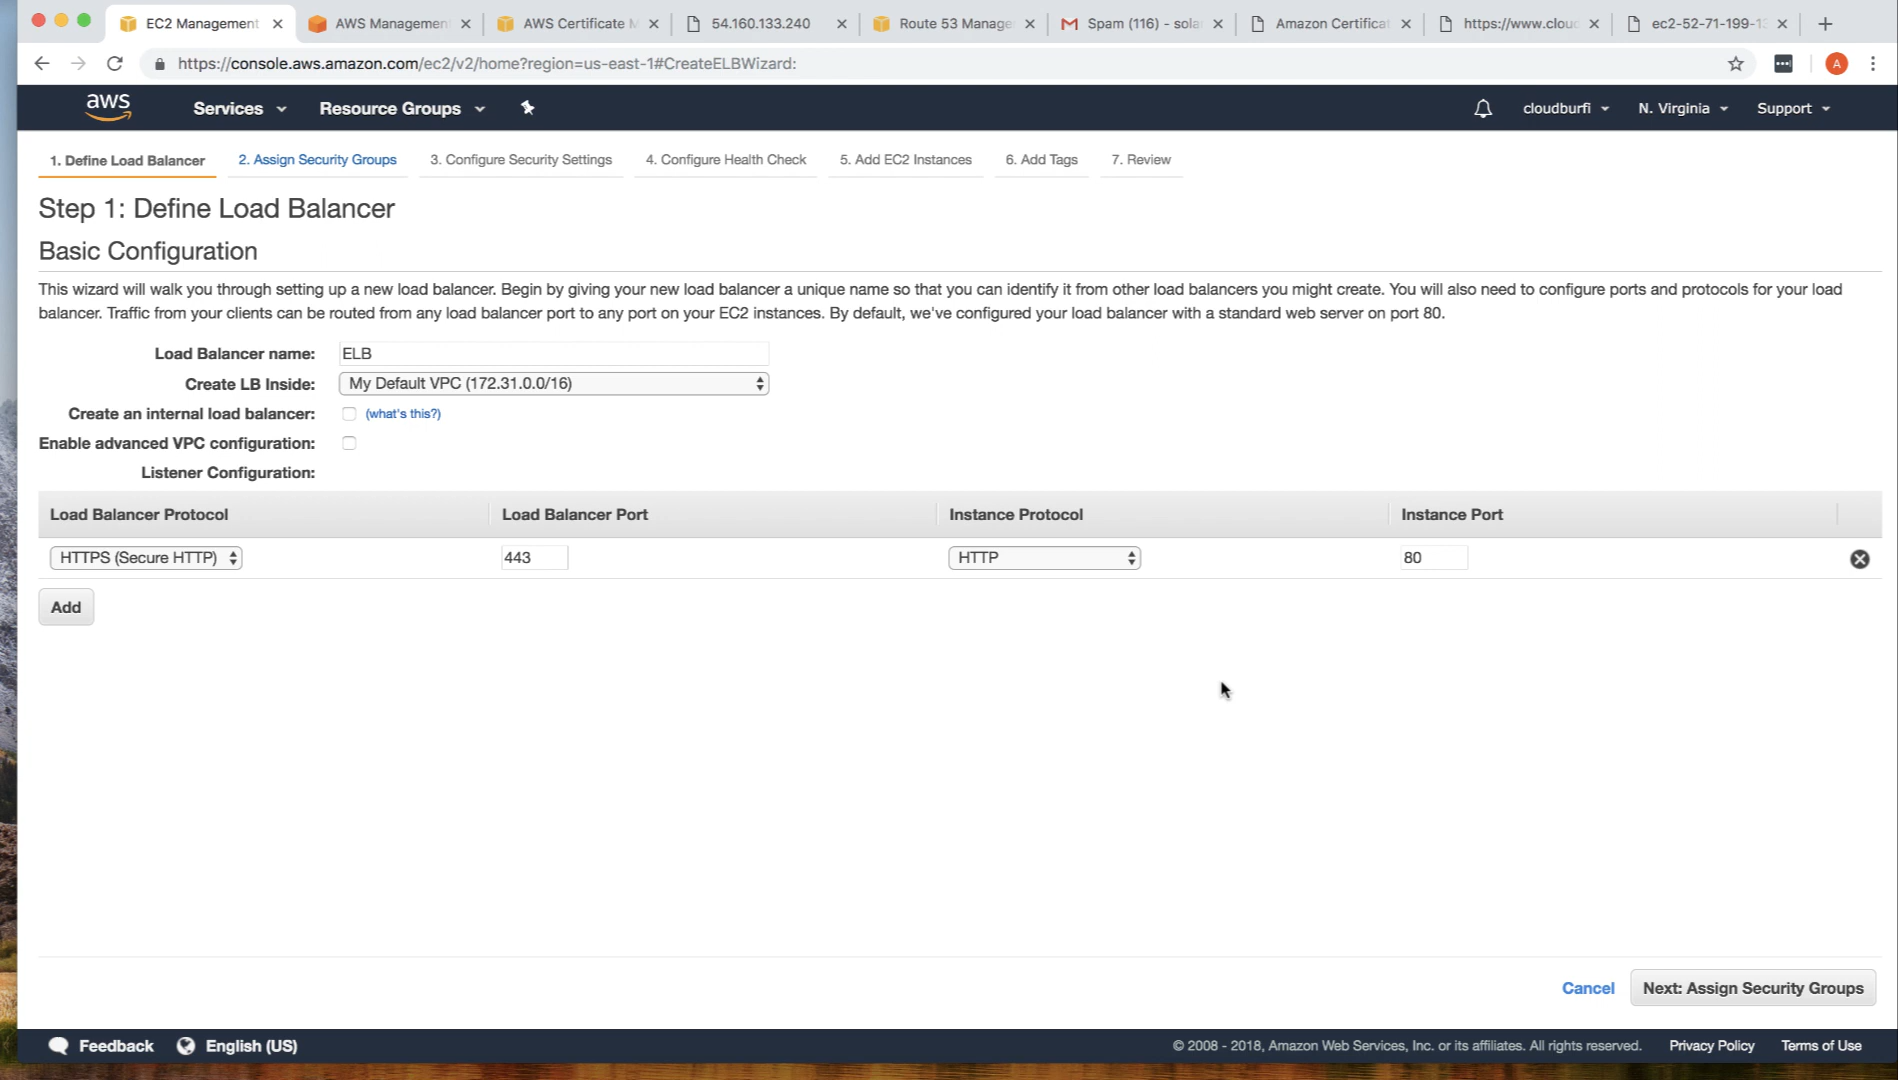 EC2 Management
AWS Management
AWS Certificate M
54.160.133.240
Route 53 Manage
Spam (116) - sola
Amazon Certificat
https://www.clou
ec2-52-71-199-1
https://console.aws.amazon.com/ec2/v2/home?region=us-east-1#CreateELBWizard:
A
aws
Services
Resource Groups
cloudburfi
N. Virginia
Support
1. Define Load Balancer
2. Assign Security Groups
3. Configure Security Settings
4. Configure Health Check
5. Add EC2 Instances
6. Add Tags
7. Review
Step 1: Define Load Balancer
Basic Configuration
This wizard will walk you through setting up a new load balancer. Begin by giving your new load balancer a unique name so that you can identify it from other load balancers you might create. You will also need to configure ports and protocols for your load
balancer. Traffic from your clients can be routed from any load balancer port to any port on your EC2 instances. By default, we've configured your load balancer with a standard web server on port 80.
Load Balancer name: ELB
Create LB Inside: My Default VPC (172.31.0.0/16)
Create an internal load balancer: (what's this?)
Enable advanced VPC configuration:
Listener Configuration:
Load Balancer Protocol Load Balancer Port Instance Protocol Instance Port
HTTPS (Secure HTTP) 443 HTTP 80
Add
Cancel
Next: Assign Security Groups
Feedback
English (US)
© 2008 - 2018, Amazon Web Services, Inc. or its affiliates. All rights reserved.
Privacy Policy
Terms of Use